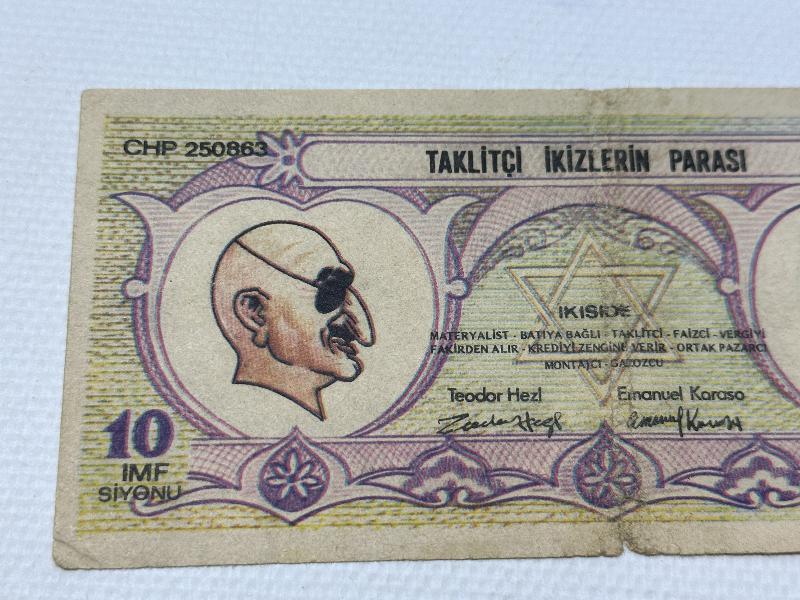 CHP 250863
TAKLİTÇİ İKİZLERİN PARASI
İKİSİDE
MATERYALİST - BATIYA BAĞLI - TAKLİTCİ - FAİZCİ - VERGİYİ
FAKİRDEN ALIR - KREDİYİ ZENGİNE VERİR - ORTAK PAZARCI
MONTAJCI - GAZOZCU
Teodor Hezl Emanuel Karaso
10
IMF
SİYONU